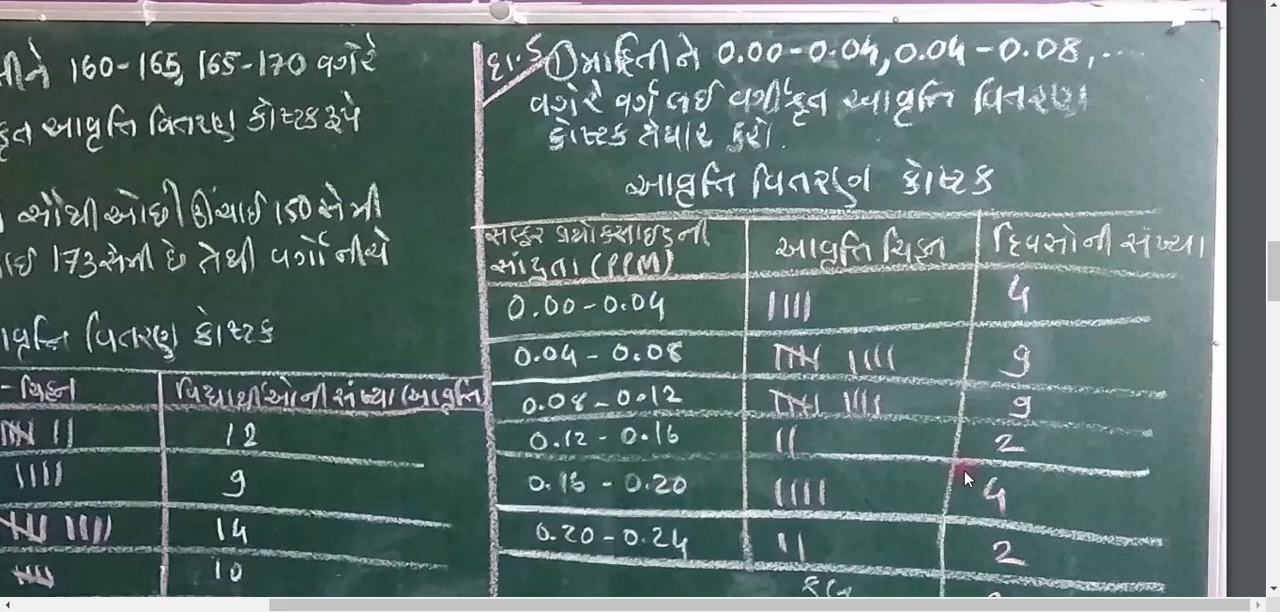 160-165, 165-170 વગેરે
આવૃત્તિ વિતરણ કોષ્ટક રૂપે
સૌથી ઓછી ઊંચાઈ 150 સેમી
173 સેમી છે તેથી વર્ગો નીચે
વિતરણ કોષ્ટક
ચિહ્ન વિદ્યાર્થીઓની સંખ્યા (આવૃત્તિ)
12
9
14
10
દા.5 ① માહિતીને 0.00-0.04, 0.04-0.08, ...
વગેરે વર્ગ લઈ વર્ગીકૃત આવૃત્તિ વિતરણ
કોષ્ટક તૈયાર કરો.
આવૃત્તિ વિતરણ કોષ્ટક
સલ્ફર ડાયોક્સાઇડની આવૃત્તિ ચિહ્ન દિવસોની સંખ્યા
સાંદ્રતા (PPM)
0.00-0.04 |||| 4
0.04-0.08 |||| |||| 9
0.08-0.12 |||| |||| 9
0.12-0.16 || 2
0.16-0.20 |||| 4
0.20-0.24 || 2